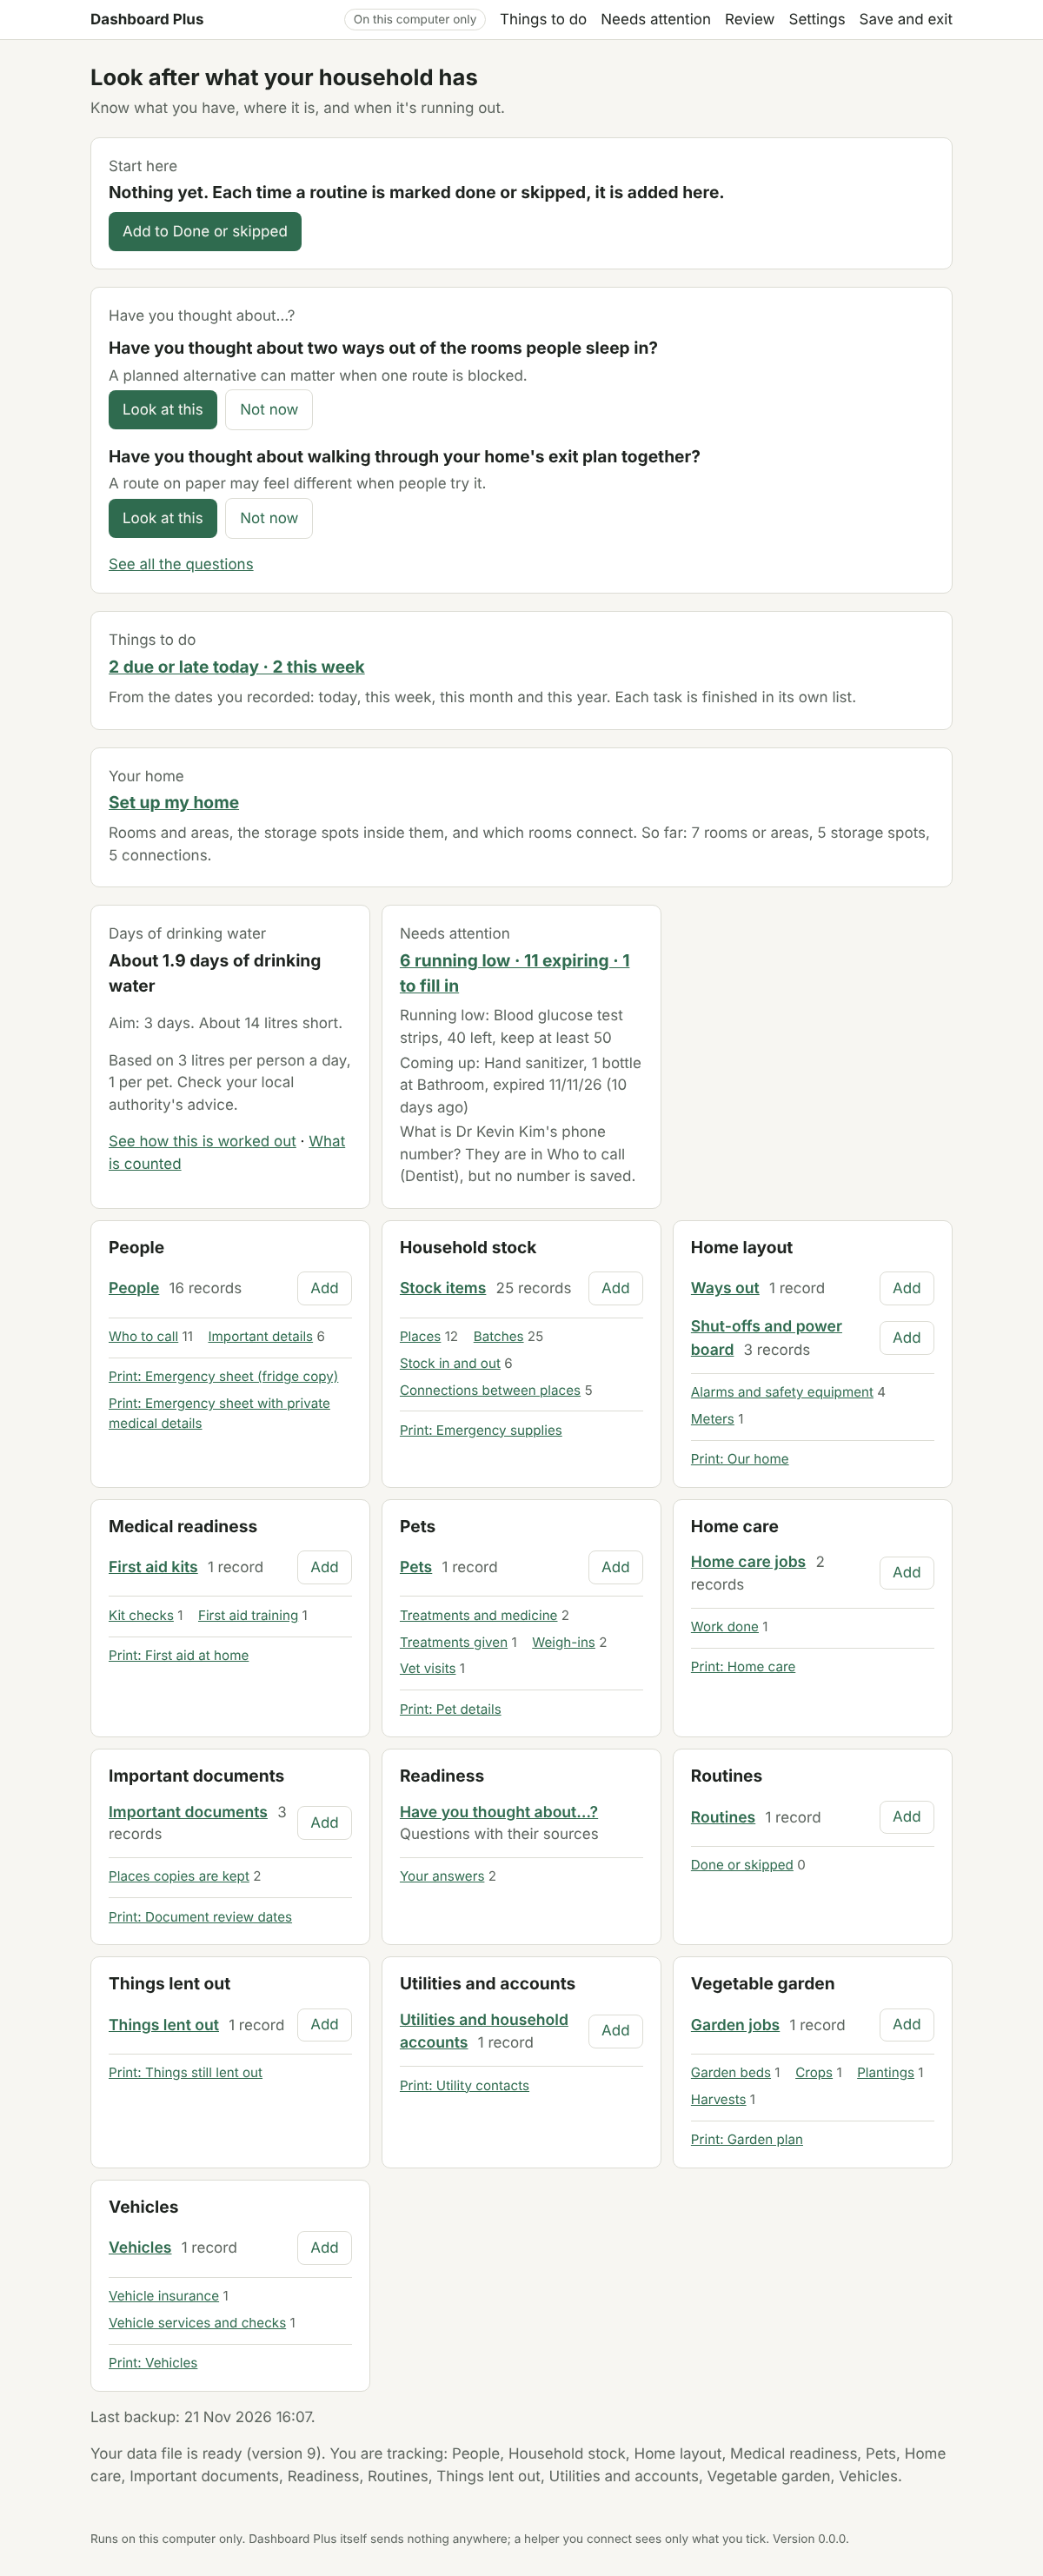 Dashboard Plus
On this computer only
Things to do
Needs attention
Review
Settings
Save and exit
Look after what your household has
Know what you have, where it is, and when it's running out.
Start here
Nothing yet. Each time a routine is marked done or skipped, it is added here.
Add to Done or skipped
Have you thought about...?
Have you thought about two ways out of the rooms people sleep in?
A planned alternative can matter when one route is blocked.
Look at this
Not now
Have you thought about walking through your home's exit plan together?
A route on paper may feel different when people try it.
Look at this
Not now
See all the questions
Things to do
2 due or late today · 2 this week
From the dates you recorded: today, this week, this month and this year. Each task is finished in its own list.
Your home
Set up my home
Rooms and areas, the storage spots inside them, and which rooms connect. So far: 7 rooms or areas, 5 storage spots,
5 connections.
Days of drinking water
About 1.9 days of drinking
water
Aim: 3 days. About 14 litres short.
Based on 3 litres per person a day,
1 per pet. Check your local
authority's advice.
See how this is worked out · What
is counted
Needs attention
6 running low · 11 expiring · 1
to fill in
Running low: Blood glucose test
strips, 40 left, keep at least 50
Coming up: Hand sanitizer, 1 bottle
at Bathroom, expired 11/11/26 (10
days ago)
What is Dr Kevin Kim's phone
number? They are in Who to call
(Dentist), but no number is saved.
People
People 16 records
Add
Who to call 11 Important details 6
Print: Emergency sheet (fridge copy)
Print: Emergency sheet with private
medical details
Household stock
Stock items 25 records
Add
Places 12 Batches 25
Stock in and out 6
Connections between places 5
Print: Emergency supplies
Home layout
Ways out 1 record
Add
Shut-offs and power
board 3 records
Add
Alarms and safety equipment 4
Meters 1
Print: Our home
Medical readiness
First aid kits 1 record
Add
Kit checks 1 First aid training 1
Print: First aid at home
Pets
Pets 1 record
Add
Treatments and medicine 2
Treatments given 1 Weigh-ins 2
Vet visits 1
Print: Pet details
Home care
Home care jobs 2
records
Add
Work done 1
Print: Home care
Important documents
Important documents 3
records
Add
Places copies are kept 2
Print: Document review dates
Readiness
Have you thought about...?
Questions with their sources
Your answers 2
Routines
Routines 1 record
Add
Done or skipped 0
Things lent out
Things lent out 1 record
Add
Print: Things still lent out
Utilities and accounts
Utilities and household
accounts 1 record
Add
Print: Utility contacts
Vegetable garden
Garden jobs 1 record
Add
Garden beds 1 Crops 1 Plantings 1
Harvests 1
Print: Garden plan
Vehicles
Vehicles 1 record
Add
Vehicle insurance 1
Vehicle services and checks 1
Print: Vehicles
Last backup: 21 Nov 2026 16:07.
Your data file is ready (version 9). You are tracking: People, Household stock, Home layout, Medical readiness, Pets, Home
care, Important documents, Readiness, Routines, Things lent out, Utilities and accounts, Vegetable garden, Vehicles.
Runs on this computer only. Dashboard Plus itself sends nothing anywhere; a helper you connect sees only what you tick. Version 0.0.0.